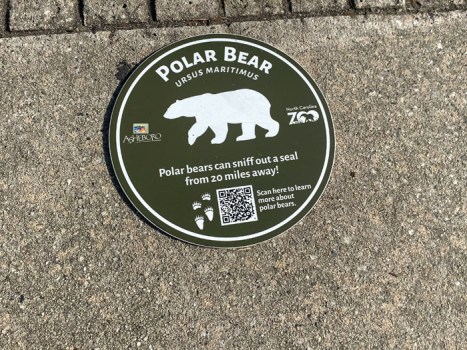 POLAR BEAR
URSUS MARITIMUS
ASHEBORO
North Carolina
ZOO
Polar bears can sniff out a seal
from 20 miles away!
Scan here to learn
more about
polar bears.